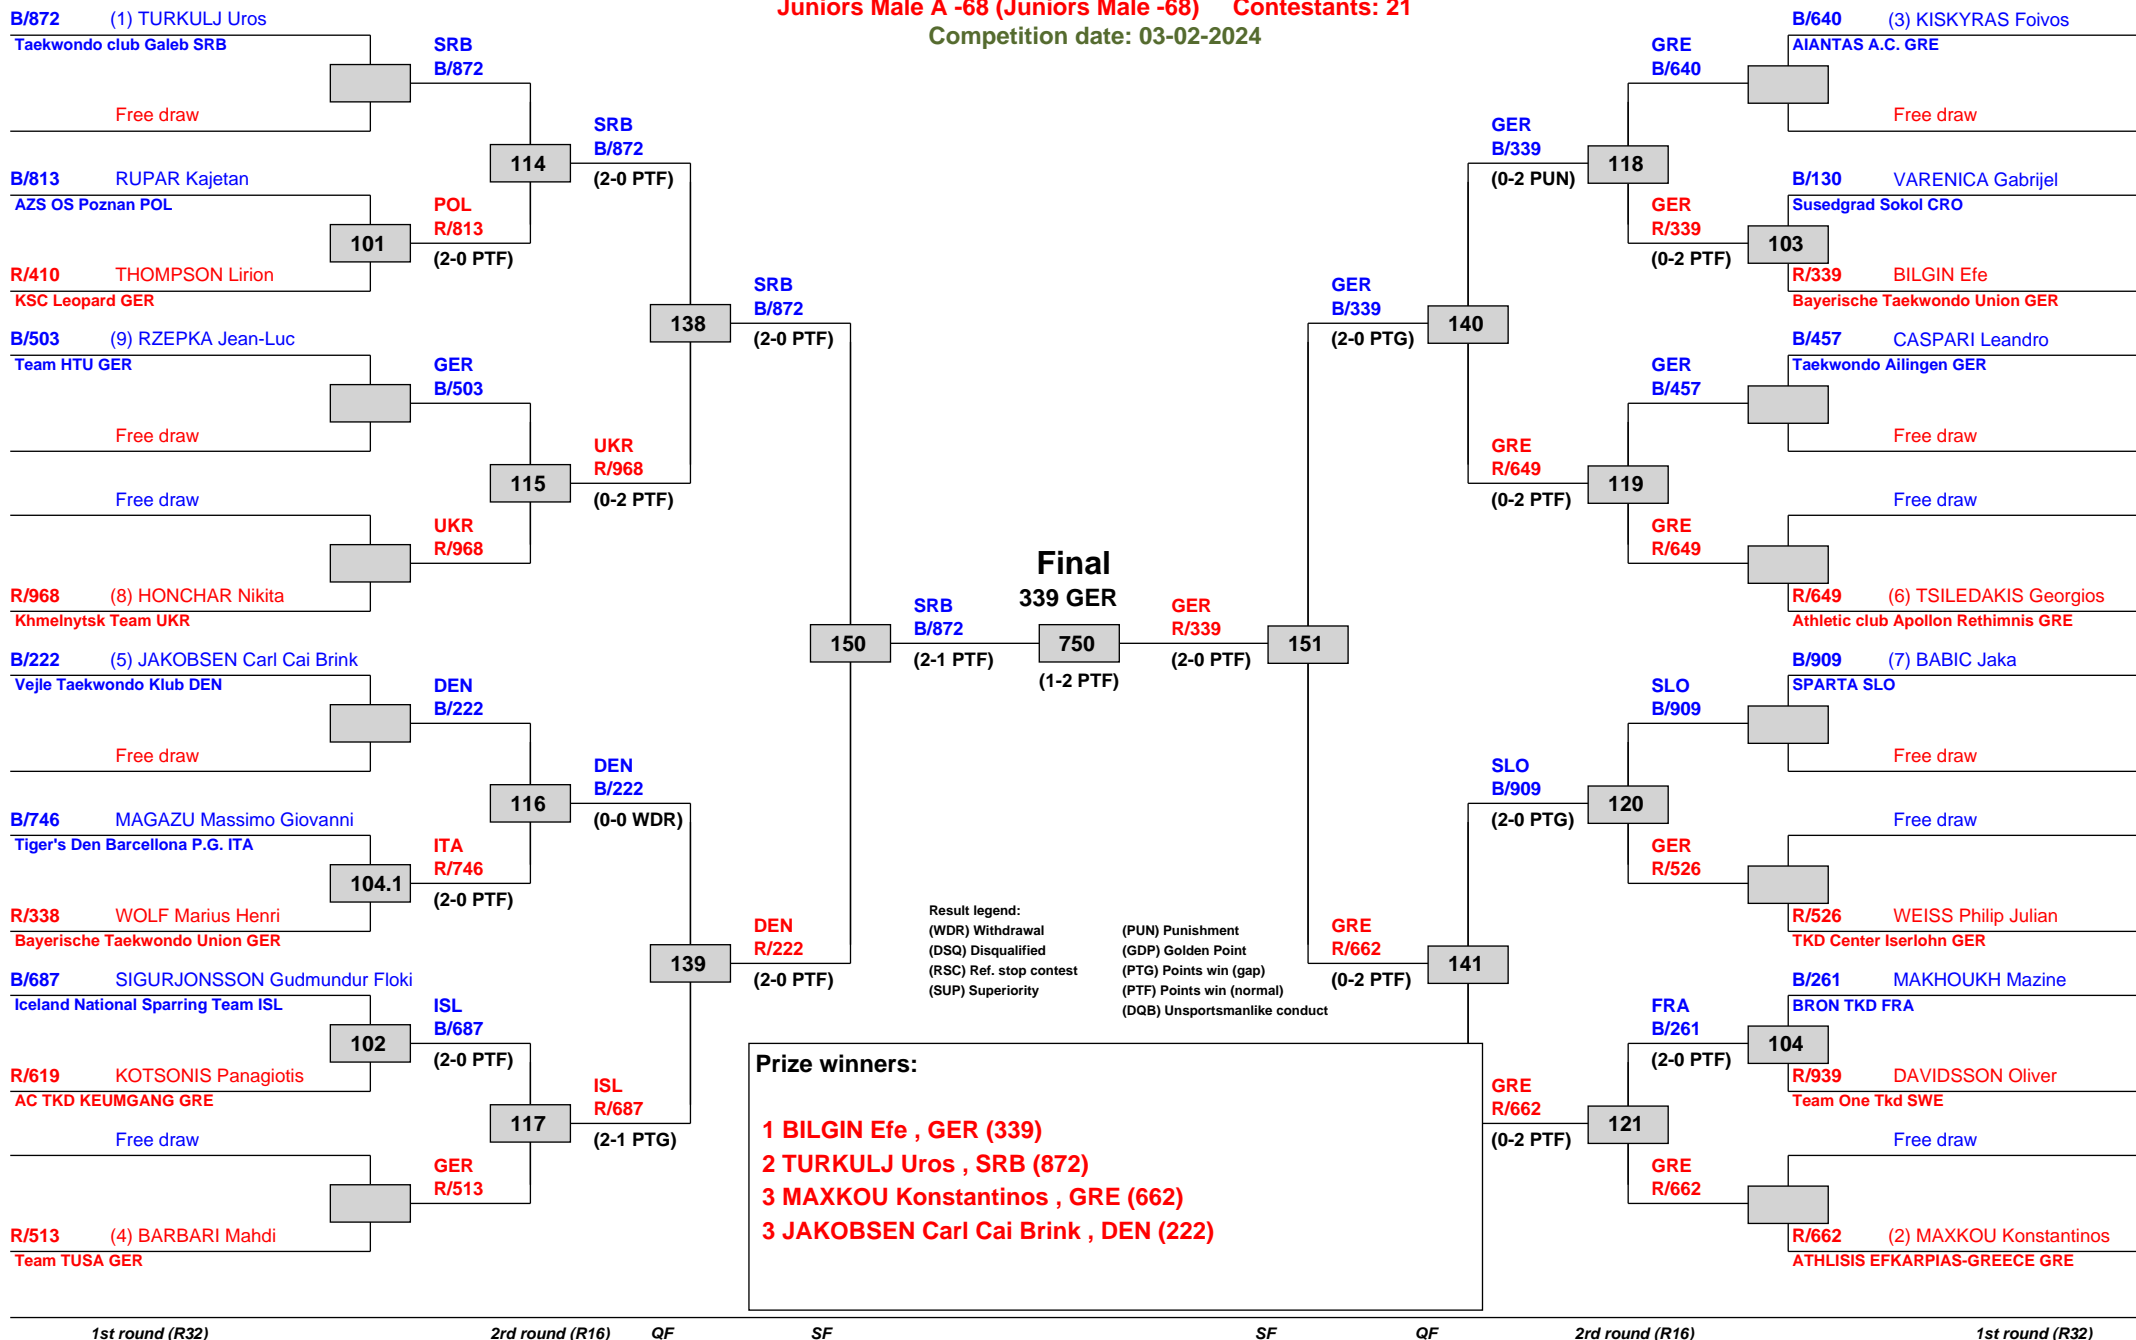 Juniors Male A -68 (Juniors Male -68) Contestants: 21
Competition date: 03-02-2024
B/872 (1) TURKULJ Uros
Taekwondo club Galeb SRB
Free draw
B/813 RUPAR Kajetan
AZS OS Poznan POL
101
R/410 THOMPSON Lirion
KSC Leopard GER
B/503 (9) RZEPKA Jean-Luc
Team HTU GER
Free draw
Free draw
R/968 (8) HONCHAR Nikita
Khmelnytsk Team UKR
B/222 (5) JAKOBSEN Carl Cai Brink
Vejle Taekwondo Klub DEN
Free draw
B/746 MAGAZU Massimo Giovanni
Tiger's Den Barcellona P.G. ITA
104.1
R/338 WOLF Marius Henri
Bayerische Taekwondo Union GER
B/687 SIGURJONSSON Gudmundur Floki
Iceland National Sparring Team ISL
102
R/619 KOTSONIS Panagiotis
AC TKD KEUMGANG GRE
Free draw
R/513 (4) BARBARI Mahdi
Team TUSA GER
SRB
B/872
114
POL
R/813
(2-0 PTF)
GER
B/503
115
UKR
R/968
DEN
B/222
116
ITA
R/746
(2-0 PTF)
ISL
B/687
(2-0 PTF)
117
GER
R/513
SRB
B/872
(2-0 PTF)
138
UKR
R/968
(0-2 PTF)
DEN
B/222
(0-0 WDR)
139
ISL
R/687
(2-1 PTG)
SRB
B/872
(2-0 PTF)
150
DEN
R/222
(2-0 PTF)
SRB
B/872
(2-1 PTF)
Final
339 GER
750
(1-2 PTF)
GER
R/339
(2-0 PTF)
151
GER
B/339
(2-0 PTG)
GRE
R/662
(0-2 PTF)
140
141
GER
B/339
(0-2 PUN)
GRE
R/649
(0-2 PTF)
SLO
B/909
(2-0 PTG)
GRE
R/662
(0-2 PTF)
118
119
120
121
GRE
B/640
GER
R/339
(0-2 PTF)
GER
B/457
GRE
R/649
SLO
B/909
GER
R/526
FRA
B/261
(2-0 PTF)
GRE
R/662
B/640 (3) KISKYRAS Foivos
AIANTAS A.C. GRE
Free draw
B/130 VARENICA Gabrijel
Susedgrad Sokol CRO
103
R/339 BILGIN Efe
Bayerische Taekwondo Union GER
B/457 CASPARI Leandro
Taekwondo Ailingen GER
Free draw
Free draw
R/649 (6) TSILEDAKIS Georgios
Athletic club Apollon Rethimnis GRE
B/909 (7) BABIC Jaka
SPARTA SLO
Free draw
Free draw
R/526 WEISS Philip Julian
TKD Center Iserlohn GER
B/261 MAKHOUKH Mazine
BRON TKD FRA
104
R/939 DAVIDSSON Oliver
Team One Tkd SWE
Free draw
R/662 (2) MAXKOU Konstantinos
ATHLISIS EFKARPIAS-GREECE GRE
Result legend:
(WDR) Withdrawal (PUN) Punishment
(DSQ) Disqualified (GDP) Golden Point
(RSC) Ref. stop contest (PTG) Points win (gap)
(SUP) Superiority (PTF) Points win (normal)
(DQB) Unsportsmanlike conduct
Prize winners:
1 BILGIN Efe , GER (339)
2 TURKULJ Uros , SRB (872)
3 MAXKOU Konstantinos , GRE (662)
3 JAKOBSEN Carl Cai Brink , DEN (222)
1st round (R32) 2rd round (R16) QF SF SF QF 2rd round (R16) 1st round (R32)